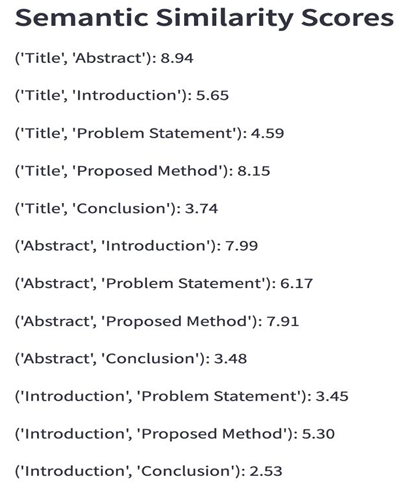 Semantic Similarity Scores
('Title', 'Abstract'): 8.94
('Title', 'Introduction'): 5.65
('Title', 'Problem Statement'): 4.59
('Title', 'Proposed Method'): 8.15
('Title', 'Conclusion'): 3.74
('Abstract', 'Introduction'): 7.99
('Abstract', 'Problem Statement'): 6.17
('Abstract', 'Proposed Method'): 7.91
('Abstract', 'Conclusion'): 3.48
('Introduction', 'Problem Statement'): 3.45
('Introduction', 'Proposed Method'): 5.30
('Introduction', 'Conclusion'): 2.53